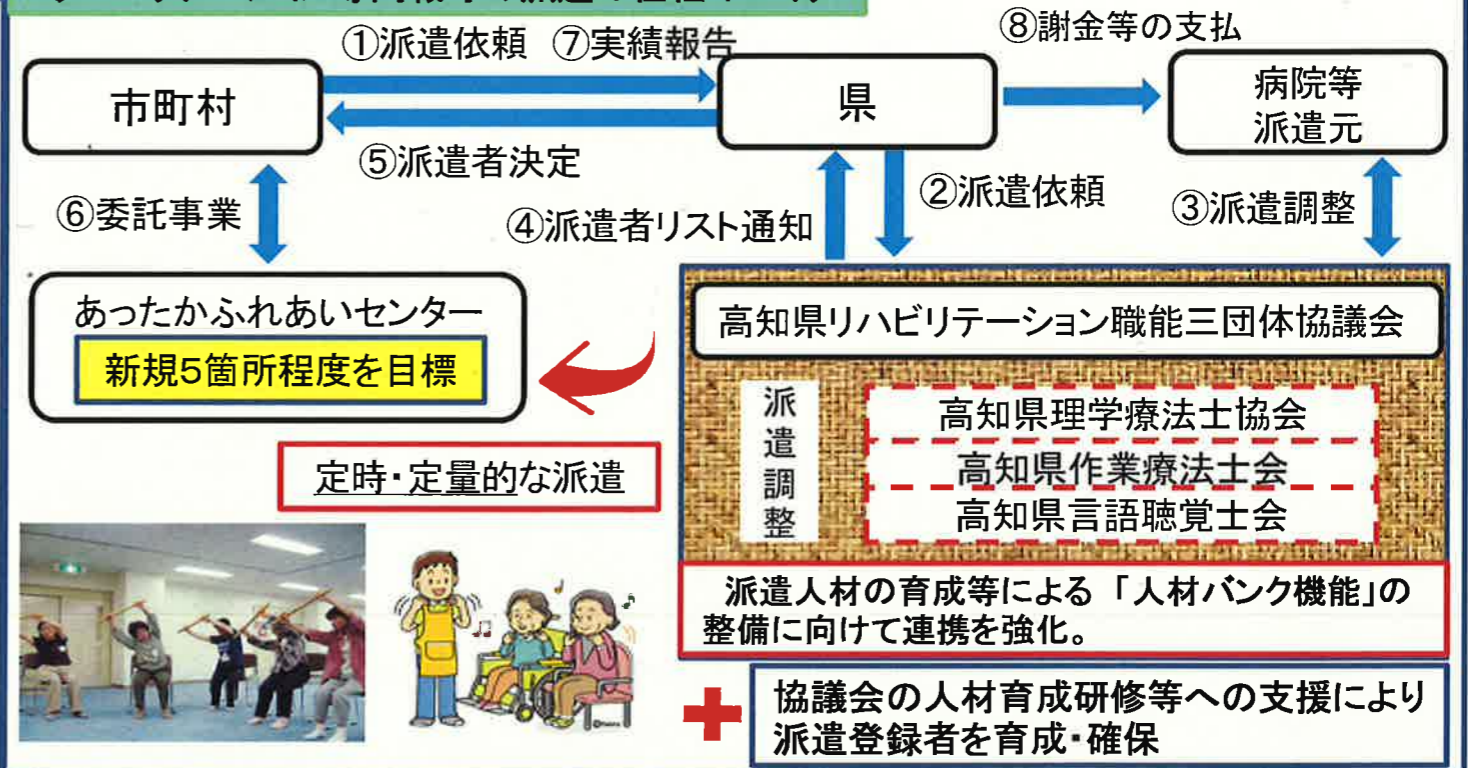 ①派遣依頼 ⑦実績報告
⑧謝金等の支払
市町村
県
病院等
派遣元
⑤派遣者決定
⑥委託事業
④派遣者リスト通知
②派遣依頼
③派遣調整
あったかふれあいセンター
新規5箇所程度を目標
高知県リハビリテーション職能三団体協議会
派遣調整
高知県理学療法士協会
高知県作業療法士会
高知県言語聴覚士会
定時・定量的な派遣
派遣人材の育成等による「人材バンク機能」の
整備に向けて連携を強化。
協議会の人材育成研修等への支援により
派遣登録者を育成・確保